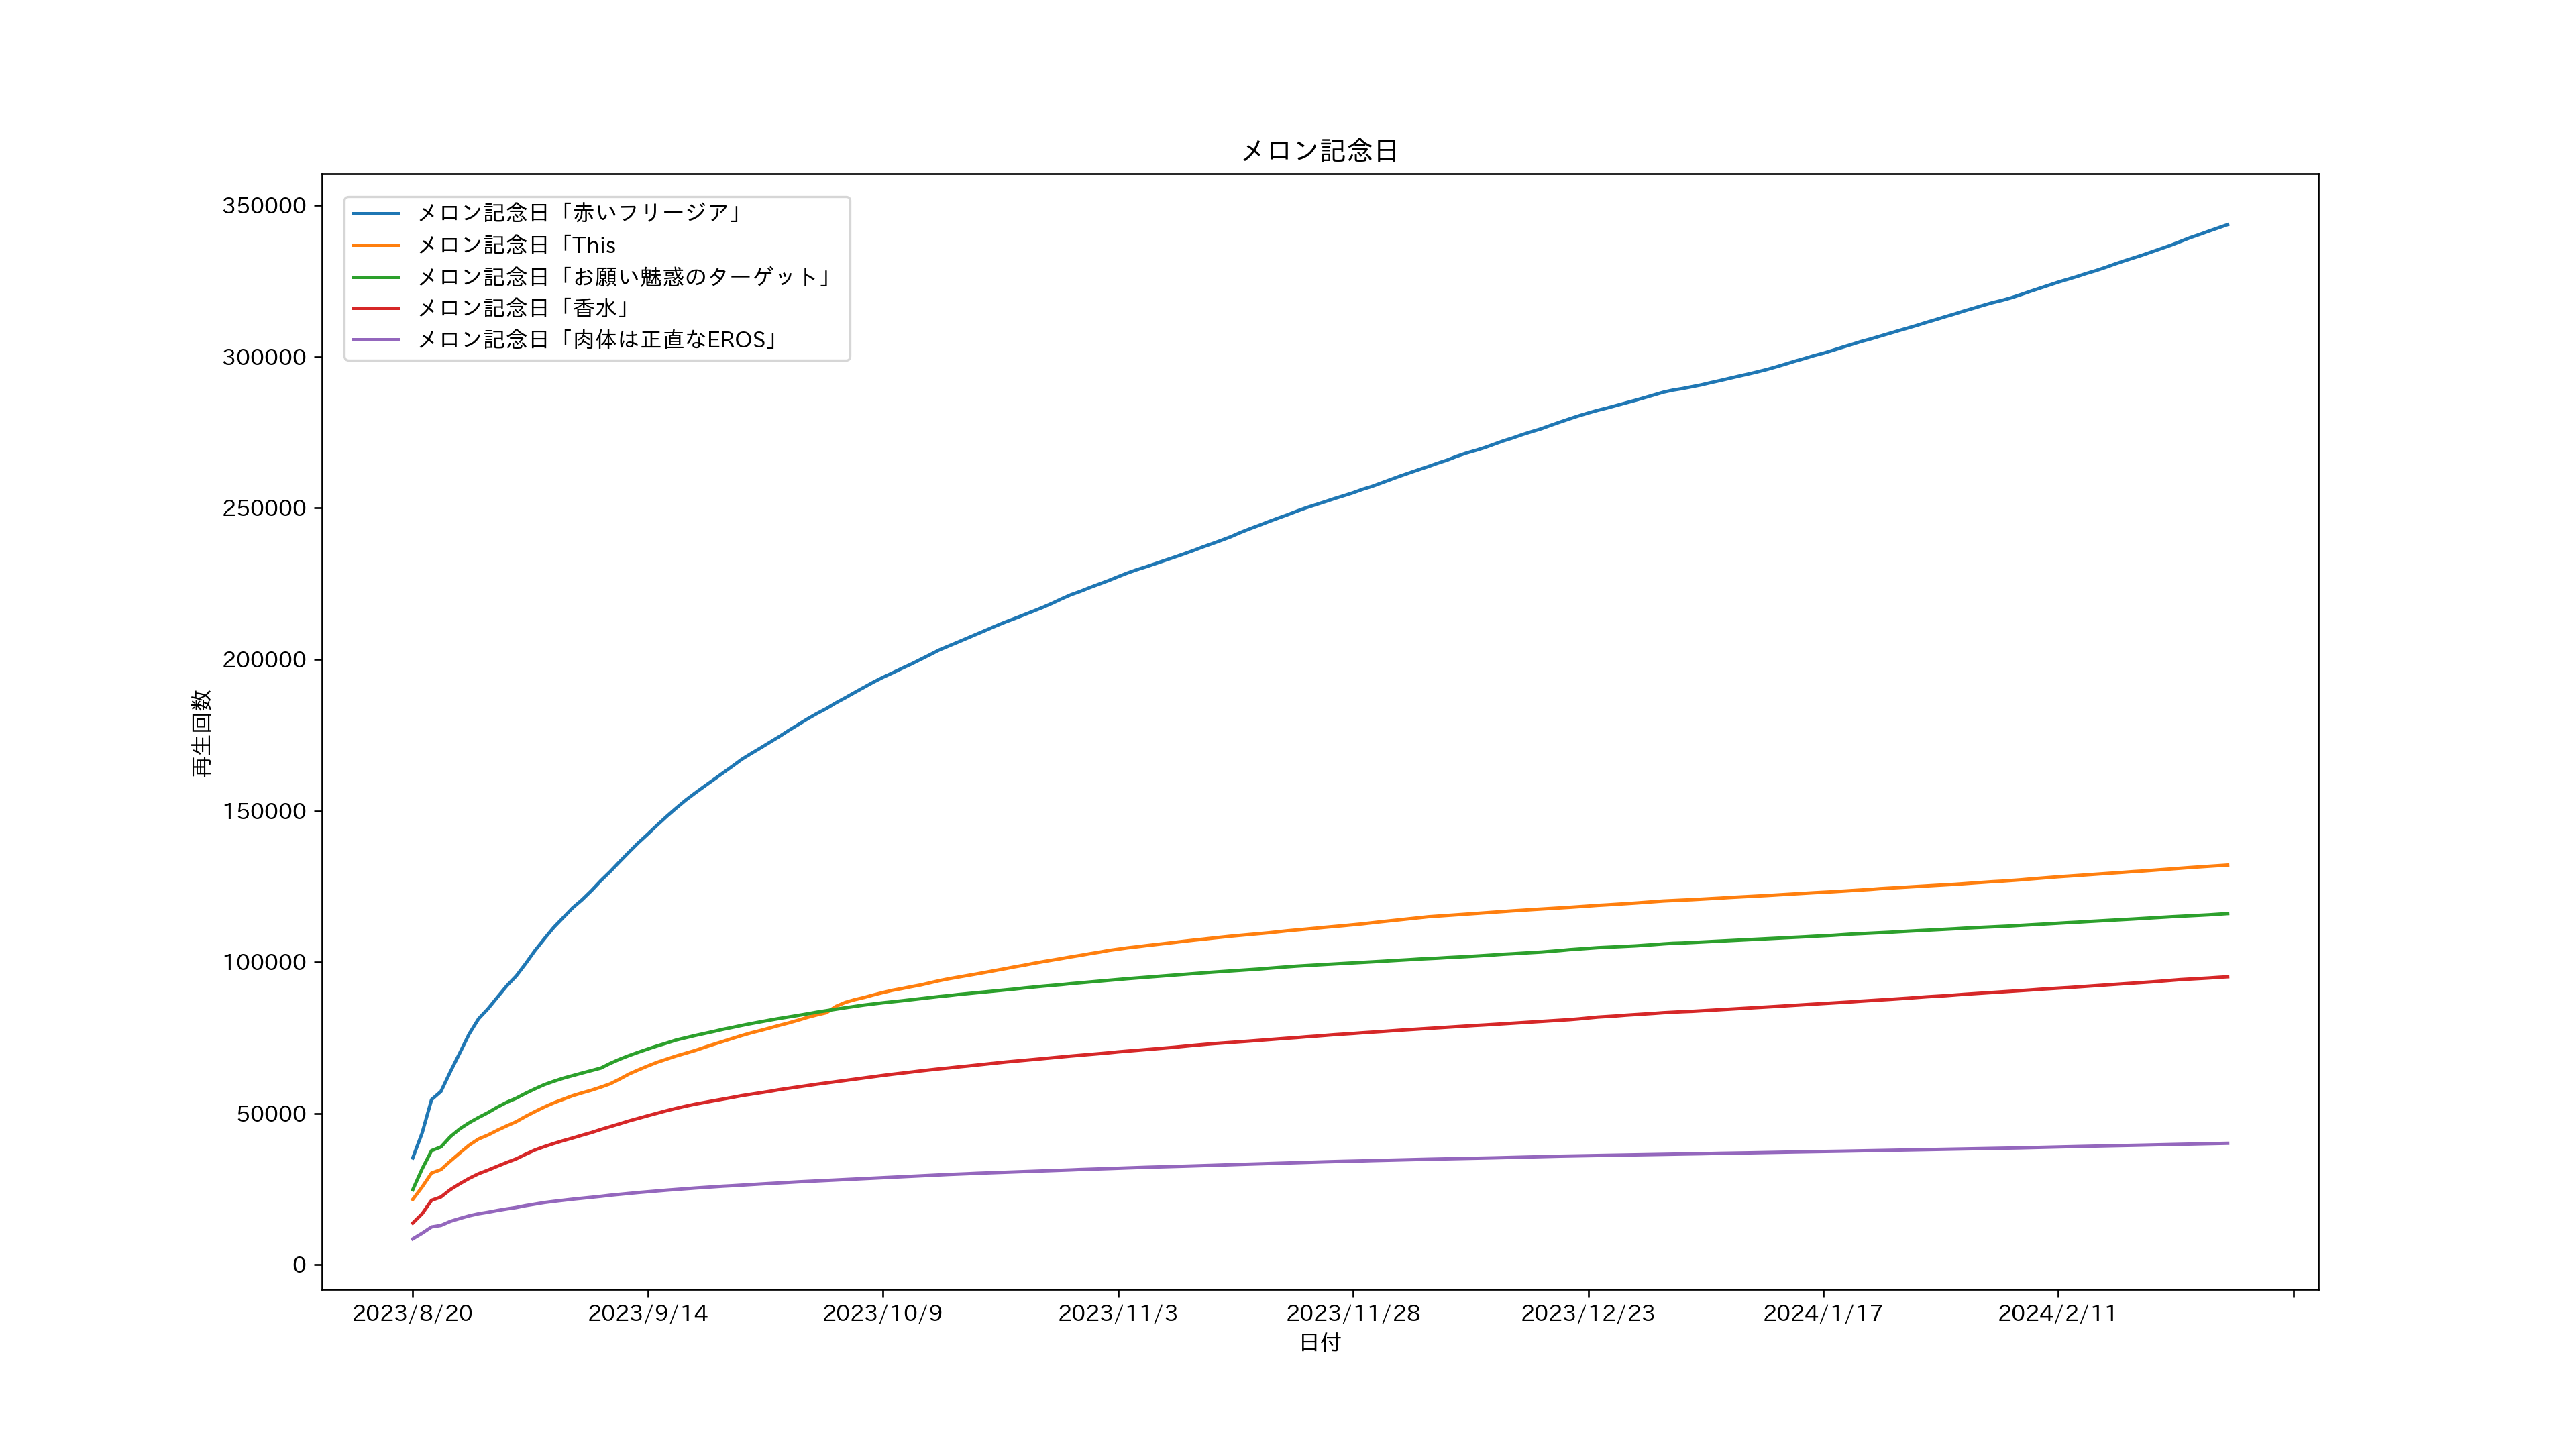 メロン記念日
メロン記念日「赤いフリージア」
メロン記念日「This
メロン記念日「お願い魅惑のターゲット」
メロン記念日「香水」
メロン記念日「肉体は正直なEROS」
再生回数
350000
300000
250000
200000
150000
100000
50000
0
2023/8/20 2023/9/14 2023/10/9 2023/11/3 2023/11/28 2023/12/23 2024/1/17 2024/2/11
日付